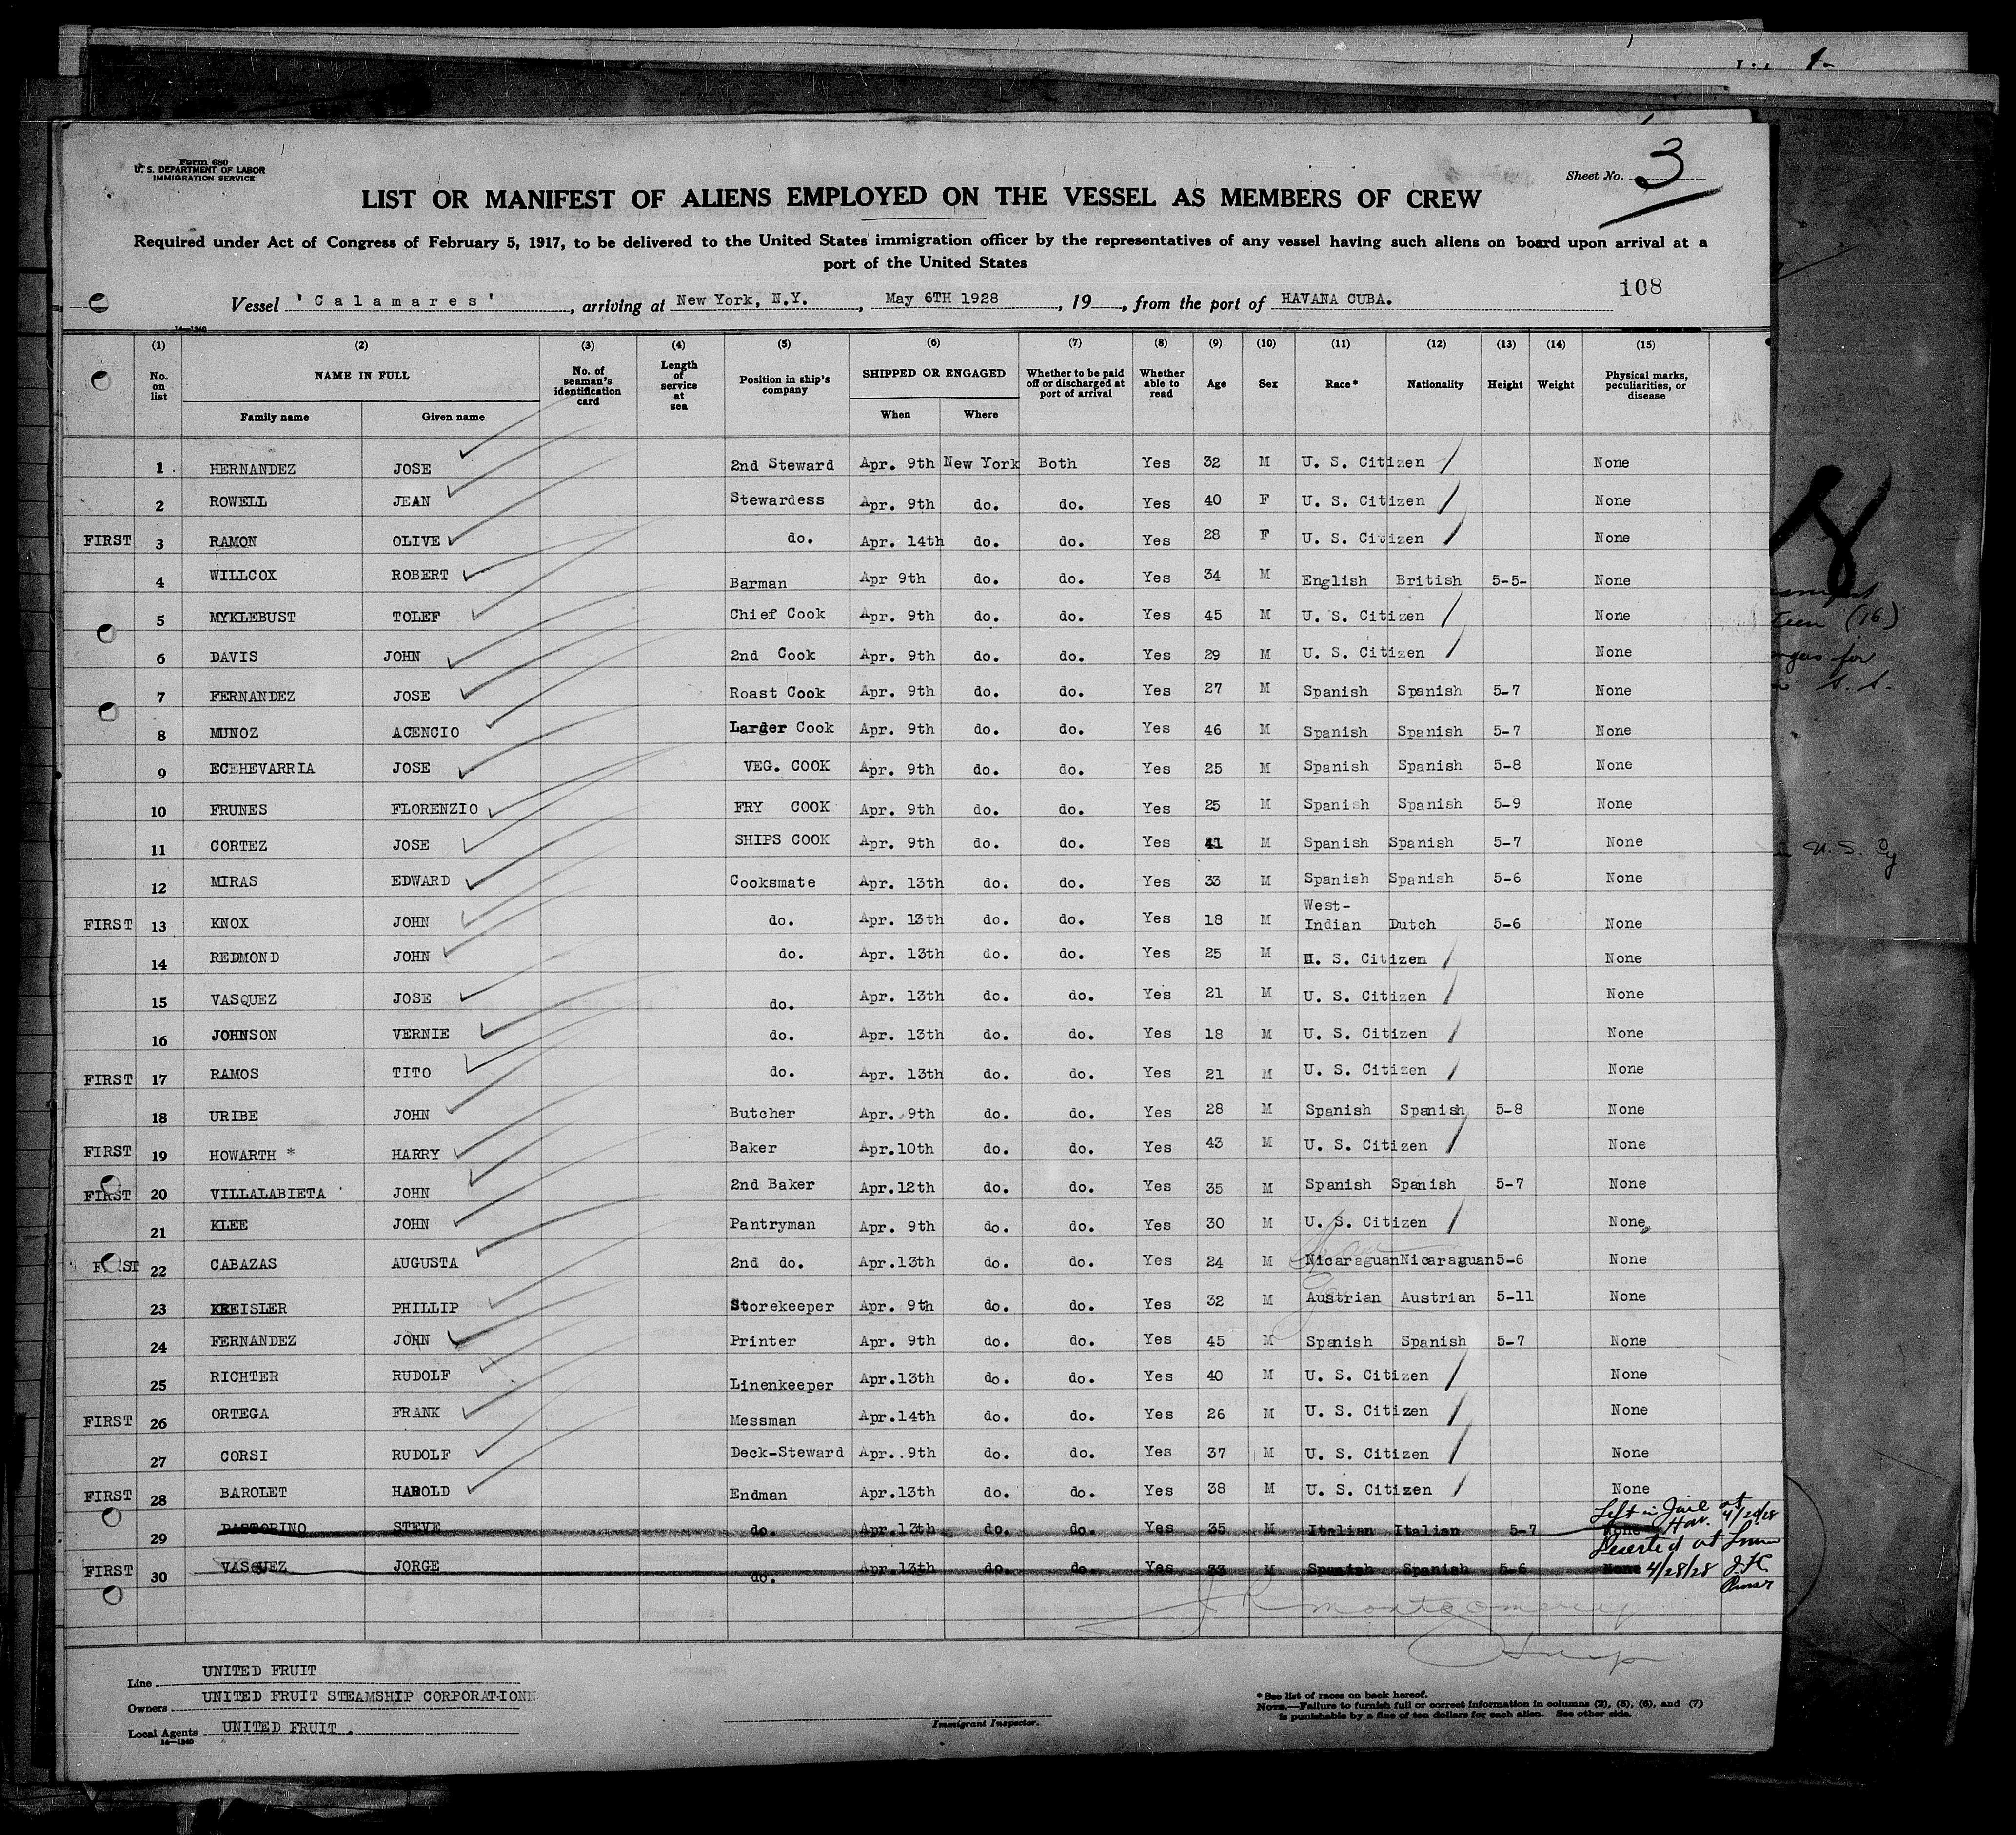 Form 680
U. S. DEPARTMENT OF LABOR
IMMIGRATION SERVICE
Sheet No. 3
LIST OR MANIFEST OF ALIENS EMPLOYED ON THE VESSEL AS MEMBERS OF CREW
Required under Act of Congress of February 5, 1917, to be delivered to the United States immigration officer by the representatives of any vessel having such aliens on board upon arrival at a
port of the United States
108
Vessel 'Calamares', arriving at New York, N.Y., May 6TH 1928, 19, from the port of HAVANA CUBA.
14—1240
(1) (2) (3) (4) (5) (6) (7) (8) (9) (10) (11) (12) (13) (14) (15)
No. on list NAME IN FULL Family name Given name No. of seaman's identification card Length of service at sea Position in ship's company SHIPPED OR ENGAGED When Where Whether to be paid off or discharged at port of arrival Whether able to read Age Sex Race* Nationality Height Weight Physical marks, peculiarities, or disease
1 HERNANDEZ JOSE 2nd Steward Apr. 9th New York Both Yes 32 M U. S. Citizen None
2 ROWELL JEAN Stewardess Apr. 9th do. do. Yes 40 F U. S. Citizen None
FIRST 3 RAMON OLIVE do. Apr. 14th do. do. Yes 28 F U. S. Citizen None
4 WILLCOX ROBERT Barman Apr 9th do. do. Yes 34 M English British 5-5- None
5 MYKLEBUST TOLEF Chief Cook Apr. 9th do. do. Yes 45 M U. S. Citizen None
6 DAVIS JOHN 2nd Cook Apr. 9th do. do. Yes 29 M U. S. Citizen None
7 FERNANDEZ JOSE Roast Cook Apr. 9th do. do. Yes 27 M Spanish Spanish 5-7 None
8 MUNOZ ACENCIO Larder Cook Apr. 9th do. do. Yes 46 M Spanish Spanish 5-7 None
9 ECEHEVARRIA JOSE VEG. COOK Apr. 9th do. do. Yes 25 M Spanish Spanish 5-8 None
10 FRUNES FLORENZIO FRY COOK Apr. 9th do. do. Yes 25 M Spanish Spanish 5-9 None
11 CORTEZ JOSE SHIPS COOK Apr. 9th do. do. Yes 41 M Spanish Spanish 5-7 None
12 MIRAS EDWARD Cooksmate Apr. 13th do. do. Yes 33 M Spanish Spanish 5-6 None
FIRST 13 KNOX JOHN do. Apr. 13th do. do. Yes 18 M West-Indian Dutch 5-6 None
14 REDMOND JOHN do. Apr. 13th do. do. Yes 25 M U. S. Citizen None
15 VASQUEZ JOSE do. Apr. 13th do. do. Yes 21 M U. S. Citizen None
16 JOHNSON VERNIE do. Apr. 13th do. do. Yes 18 M U. S. Citizen None
FIRST 17 RAMOS TITO do. Apr. 13th do. do. Yes 21 M U. S. Citizen None
18 URIBE JOHN Butcher Apr. 9th do. do. Yes 28 M Spanish Spanish 5-8 None
FIRST 19 HOWARTH * HARRY Baker Apr.10th do. do. Yes 43 M U. S. Citizen None
FIRST 20 VILLALABIETA JOHN 2nd Baker Apr.12th do. do. Yes 35 M Spanish Spanish 5-7 None
21 KLEE JOHN Pantryman Apr. 9th do. do. Yes 30 M U. S. Citizen None
FIRST 22 CABAZAS AUGUSTA 2nd do. Apr.13th do. do. Yes 24 M Nicaraguan Nicaraguan 5-6 None
23 KREISLER PHILLIP Storekeeper Apr. 9th do. do. Yes 32 M Austrian Austrian 5-11 None
24 FERNANDEZ JOHN Printer Apr. 9th do. do. Yes 45 M Spanish Spanish 5-7 None
25 RICHTER RUDOLF Linenkeeper Apr.13th do. do. Yes 40 M U. S. Citizen None
FIRST 26 ORTEGA FRANK Messman Apr.14th do. do. Yes 26 M U. S. Citizen None
27 CORSI RUDOLF Deck-Steward Apr..9th do. do. Yes 37 M U. S. Citizen None
FIRST 28 BAROLET HAROLD Endman Apr.13th do. do. Yes 38 M U. S. Citizen None
Left in Jail at Hav. 4/29/28
29 PASTORINO STEVE do. Apr.13th do. do. Yes 35 M Italian Italian 5-7 None
Deserted at
FIRST 30 VASQUEZ JORGE do. Apr.13th do. do. Yes 33 M Spanish Spanish 5-6 None 4/28/28
J R Montgomery
Insp
Line UNITED FRUIT
Owners UNITED FRUIT STEAMSHIP CORPORATIONN
Local Agents UNITED FRUIT .
14—1240
Immigrant Inspector.
* See list of races on back hereof.
NOTE.—Failure to furnish full or correct information in columns (2), (5), (6), and (7)
is punishable by a fine of ten dollars for each alien. See other side.
(16)
for
S. S.
U. S. Cy